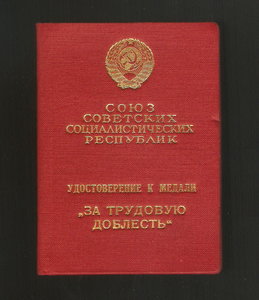 СОЮЗ
СОВЕТСКИХ
СОЦИАЛИСТИЧЕСКИХ
РЕСПУБЛИК
УДОСТОВЕРЕНИЕ К МЕДАЛИ
„ЗА ТРУДОВУЮ
ДОБЛЕСТЬ“